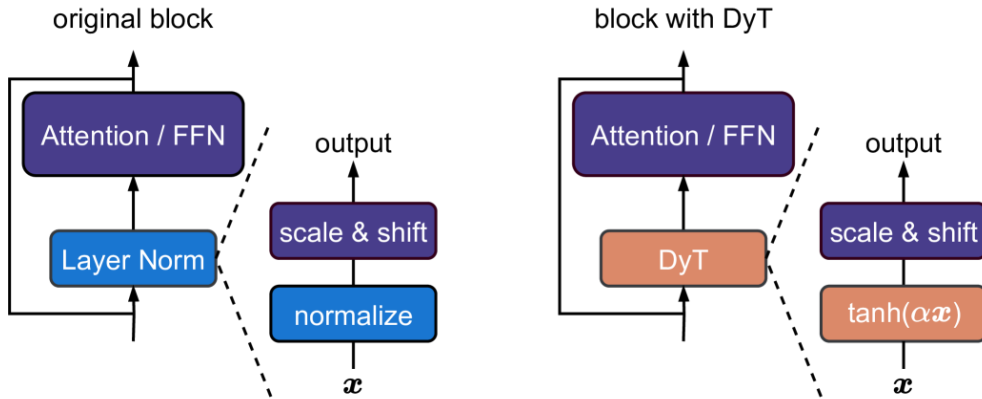 original block
Attention / FFN
Layer Norm
output
scale & shift
normalize
x
block with DyT
Attention / FFN
DyT
output
scale & shift
tanh(αx)
x